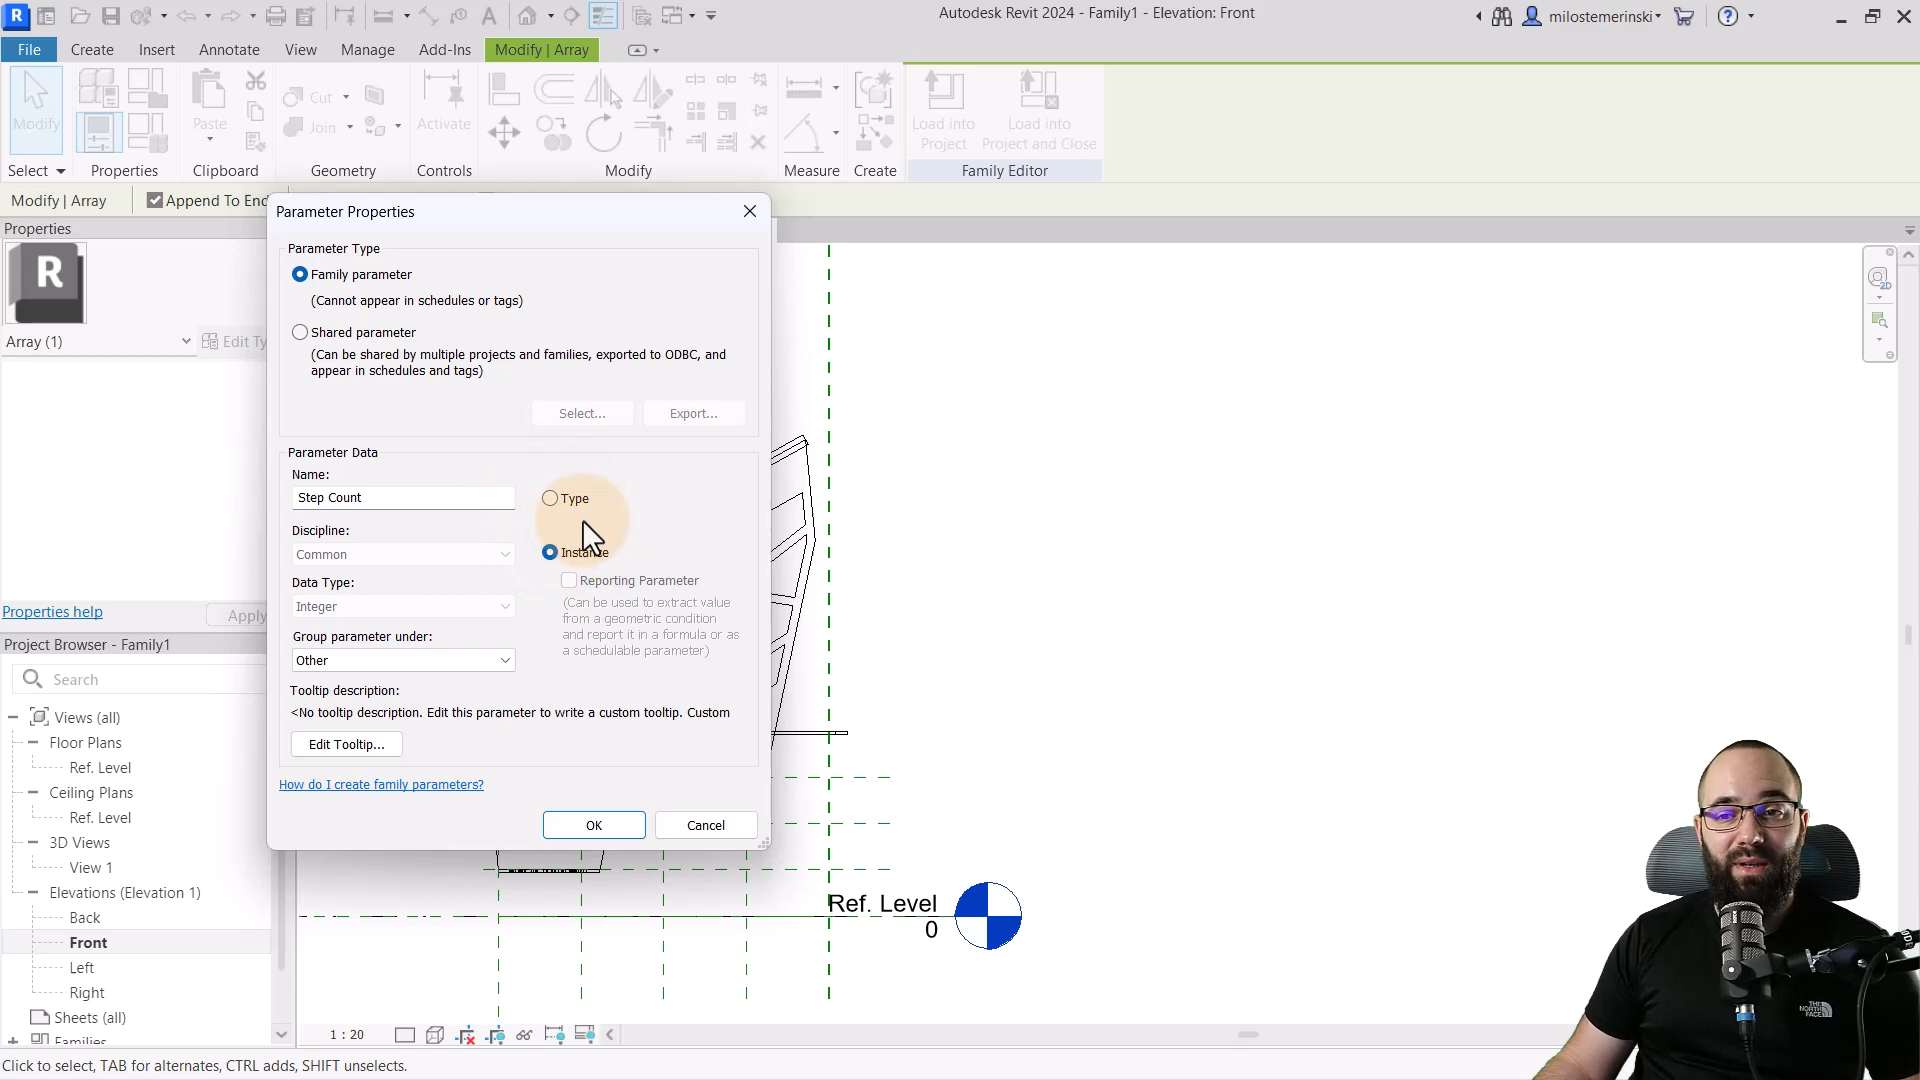 Autodesk Revit 2024 - Family1 - Elevation: Front
milostemerinski
File
Create
Insert
Annotate
View
Manage
Add-Ins
Modify | Array
Modify
Paste
Cut
Join
Activate
Load into Project
Load into Project and Close
Select
Properties
Clipboard
Geometry
Controls
Modify
Measure
Create
Family Editor
Modify | Array
Append To End
Properties
Array (1)
Edit Ty
Properties help
Apply
Project Browser - Family1
Search
Views (all)
Floor Plans
Ref. Level
Ceiling Plans
Ref. Level
3D Views
View 1
Elevations (Elevation 1)
Back
Front
Left
Right
Sheets (all)
Families
Parameter Properties
Parameter Type
Family parameter
(Cannot appear in schedules or tags)
Shared parameter
(Can be shared by multiple projects and families, exported to ODBC, and
appear in schedules and tags)
Select...
Export...
Parameter Data
Name:
Step Count
Type
Discipline:
Common
Instance
Data Type:
Reporting Parameter
Integer
(Can be used to extract value
from a geometric condition
and report it in a formula or as
a schedulable parameter)
Group parameter under:
Other
Tooltip description:
<No tooltip description. Edit this parameter to write a custom tooltip. Custom
Edit Tooltip...
How do I create family parameters?
OK
Cancel
Ref. Level
0
2D
1 : 20
Click to select, TAB for alternates, CTRL adds, SHIFT unselects.
THE
NORTH
FACE